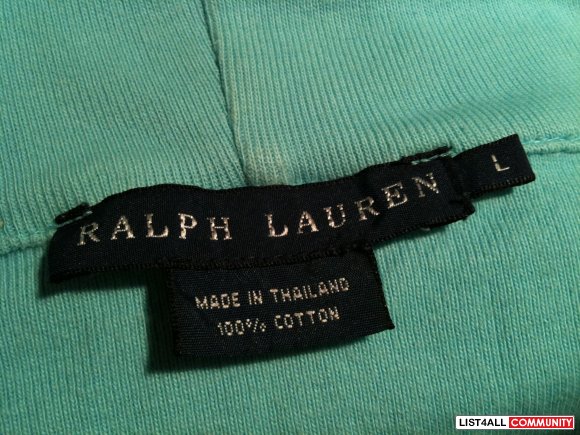 RALPH LAUREN
L
MADE IN THAILAND
100% COTTON
LIST4ALL COMMUNITY